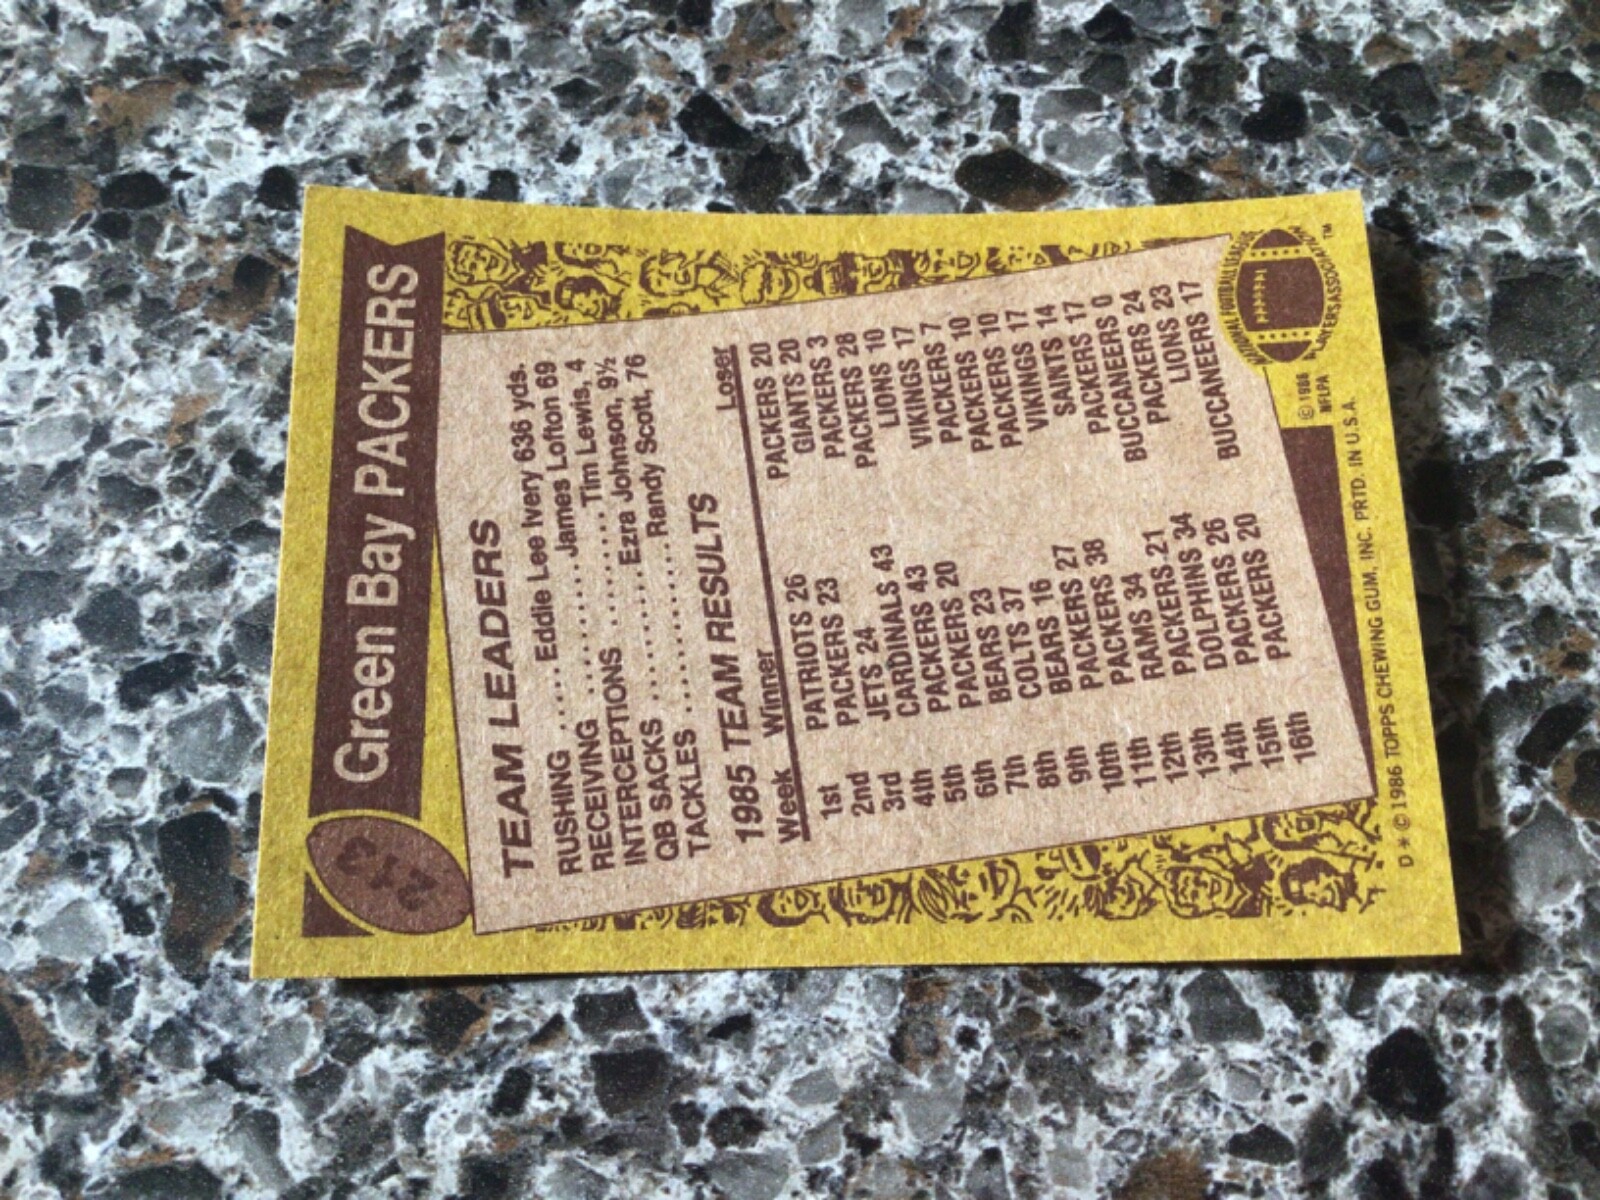 213
Green Bay PACKERS
TEAM LEADERS
RUSHING ..... Eddie Lee Ivery 636 yds.
RECEIVING .......... James Lofton 69
INTERCEPTIONS ......... Tim Lewis, 4
QB SACKS .......... Ezra Johnson, 9½
TACKLES ............. Randy Scott, 76
1985 TEAM RESULTS
Week Winner Loser
1st PATRIOTS 26 PACKERS 20
2nd PACKERS 23 GIANTS 20
3rd JETS 24 PACKERS 3
4th CARDINALS 43 PACKERS 28
5th PACKERS 43 LIONS 10
6th PACKERS 20 VIKINGS 17
7th BEARS 23 PACKERS 7
8th COLTS 37 PACKERS 10
9th BEARS 16 PACKERS 10
10th PACKERS 27 VIKINGS 17
11th PACKERS 38 SAINTS 14
12th RAMS 34 PACKERS 17
13th PACKERS 21 BUCCANEERS 0
14th DOLPHINS 34 PACKERS 24
15th PACKERS 26 LIONS 23
16th PACKERS 20 BUCCANEERS 17
NATIONAL FOOTBALL LEAGUE
PLAYERS ASSOCIATION
TM
© 1986
NFLPA
D * © 1986 TOPPS CHEWING GUM, INC. PRTD. IN U.S.A.